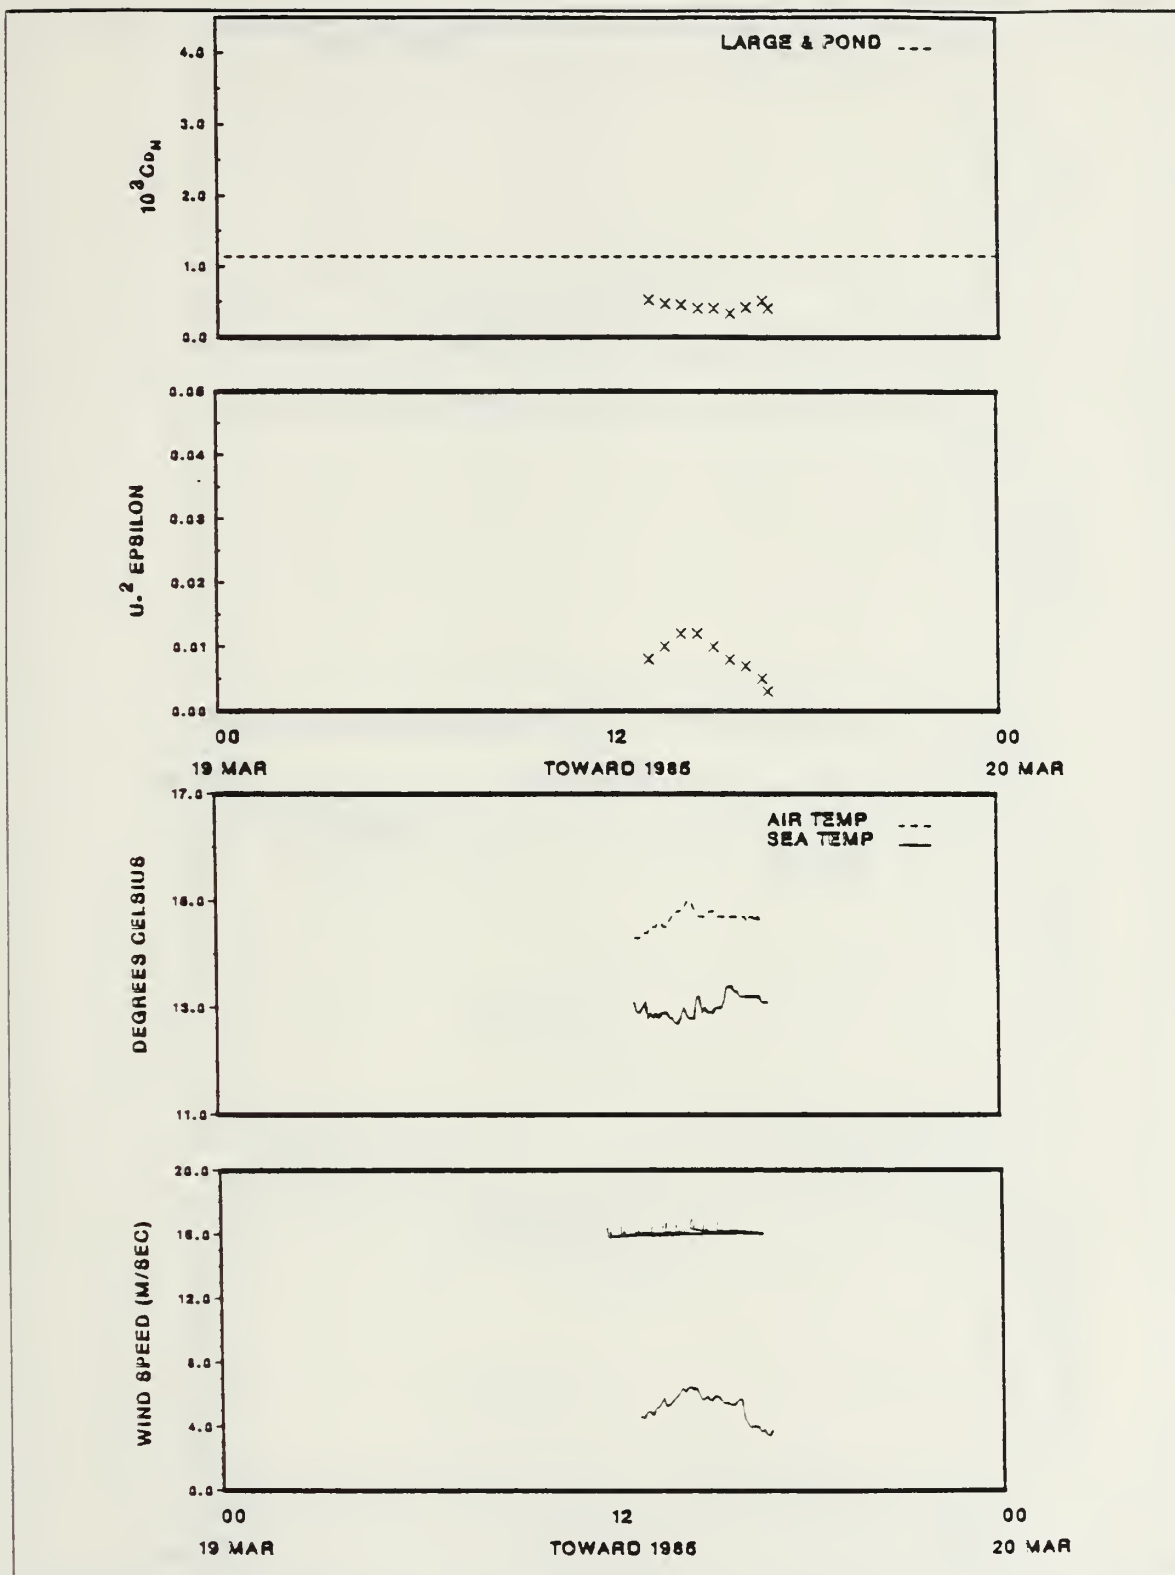 LARGE & POND
4.0
3.0
2.0
1.0
0.0
10³CDN
0.05
0.04
0.03
0.02
0.01
0.00
U*² EPSILON
00 12 00
19 MAR TOWARD 1985 20 MAR
17.0
15.0
13.0
11.0
DEGREES CELSIUS
AIR TEMP
SEA TEMP
20.0
16.0
12.0
8.0
4.0
0.0
WIND SPEED (M/SEC)
00 12 00
19 MAR TOWARD 1985 20 MAR